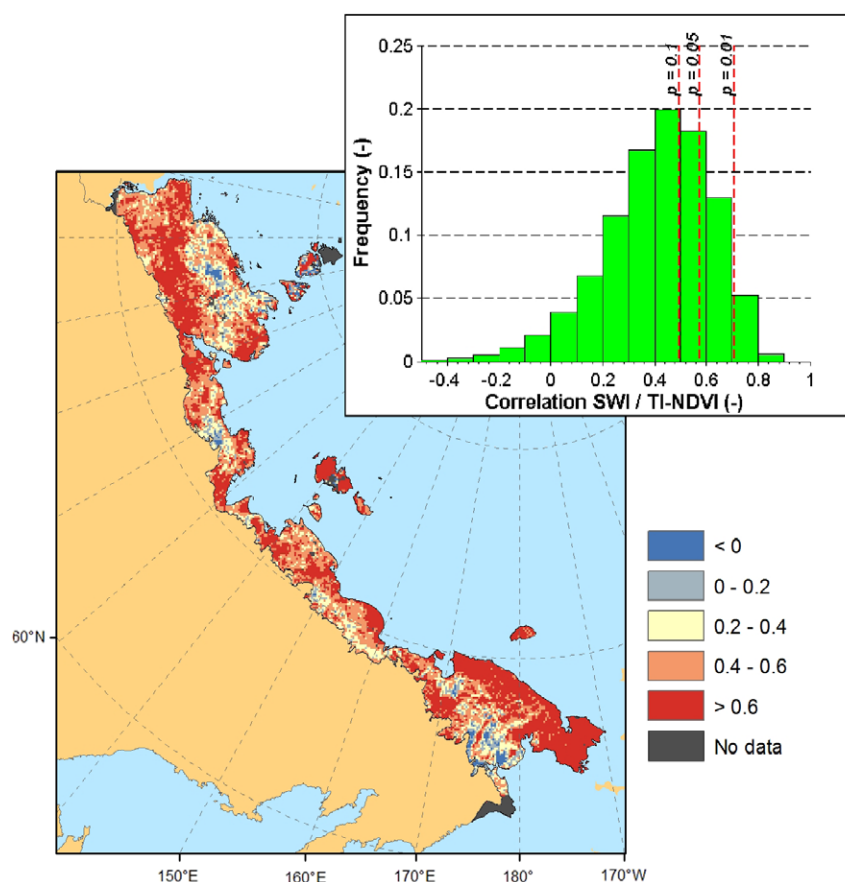 0.25
0.2
0.15
0.1
0.05
0
Frequency (-)
p = 0.1
p = 0.05
p = 0.01
-0.4 -0.2 0 0.2 0.4 0.6 0.8 1
Correlation SWI / TI-NDVI (-)
< 0
0 - 0.2
0.2 - 0.4
0.4 - 0.6
> 0.6
No data
60°N
150°E 160°E 170°E 180° 170°W